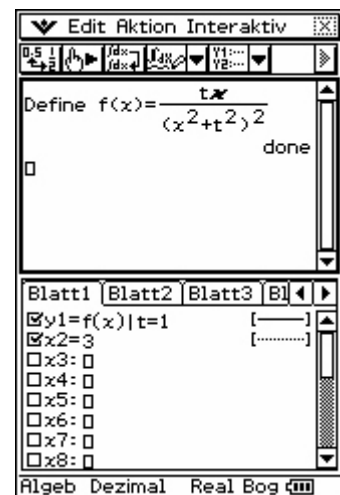 Edit Aktion Interaktiv
Define f(x)=tx/(x²+t²)²
done
Blatt1 Blatt2 Blatt3 Bl
y1=f(x)|t=1
x2=3
x3:
x4:
x5:
x6:
x7:
x8:
Algeb Dezimal Real Bog